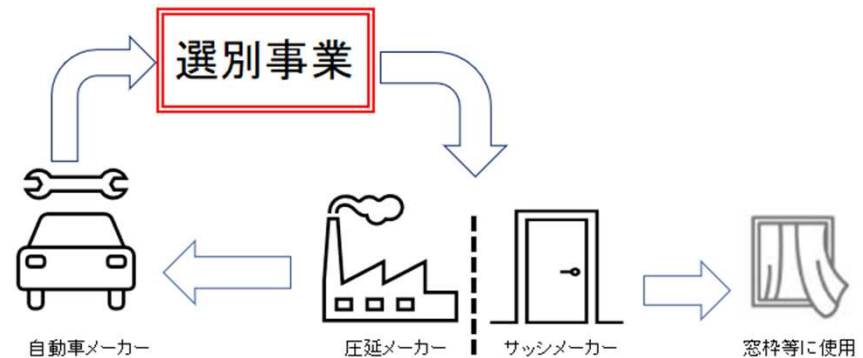 選別事業
自動車メーカー
圧延メーカー
サッシメーカー
窓枠等に使用